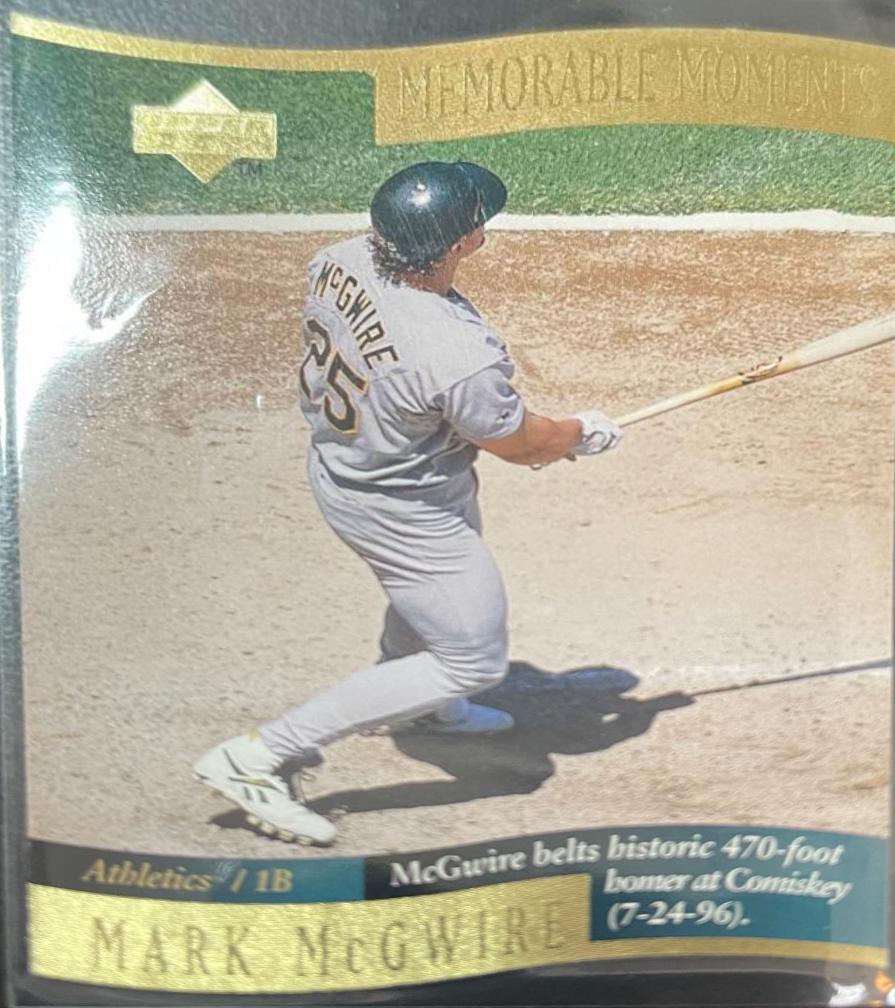 MEMORABLE MOMENTS
TM
McGWIRE
25
Athletics / 1B
McGwire belts historic 470-foot
homer at Comiskey
(7-24-96).
MARK McGWIRE